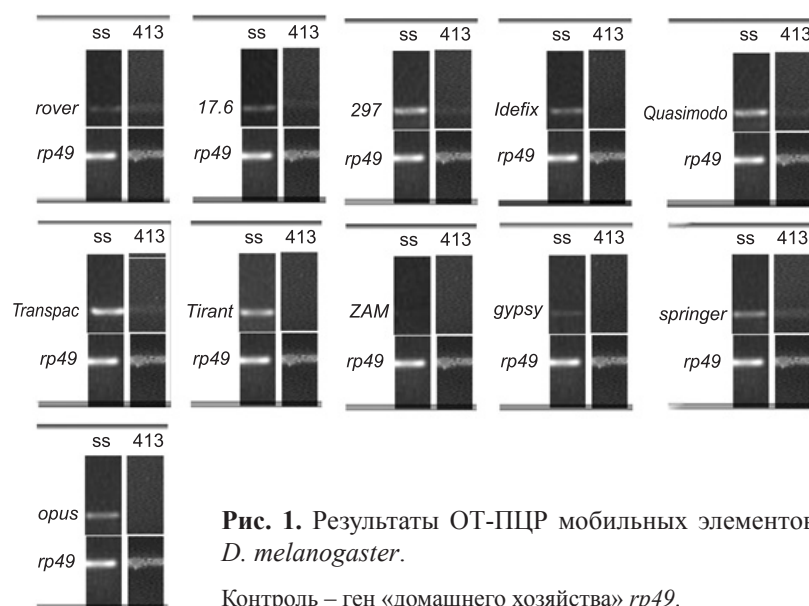 ss 413 ss 413 ss 413 ss 413 ss 413
rover 17.6 297 Idefix Quasimodo
rp49 rp49 rp49 rp49 rp49
ss 413 ss 413 ss 413 ss 413 ss 413
Transpac Tirant ZAM gypsy springer
rp49 rp49 rp49 rp49 rp49
ss 413
opus
rp49
Рис. 1. Результаты ОТ-ПЦР мобильных элементов
D. melanogaster.
Контроль – ген «домашнего хозяйства» rp49.